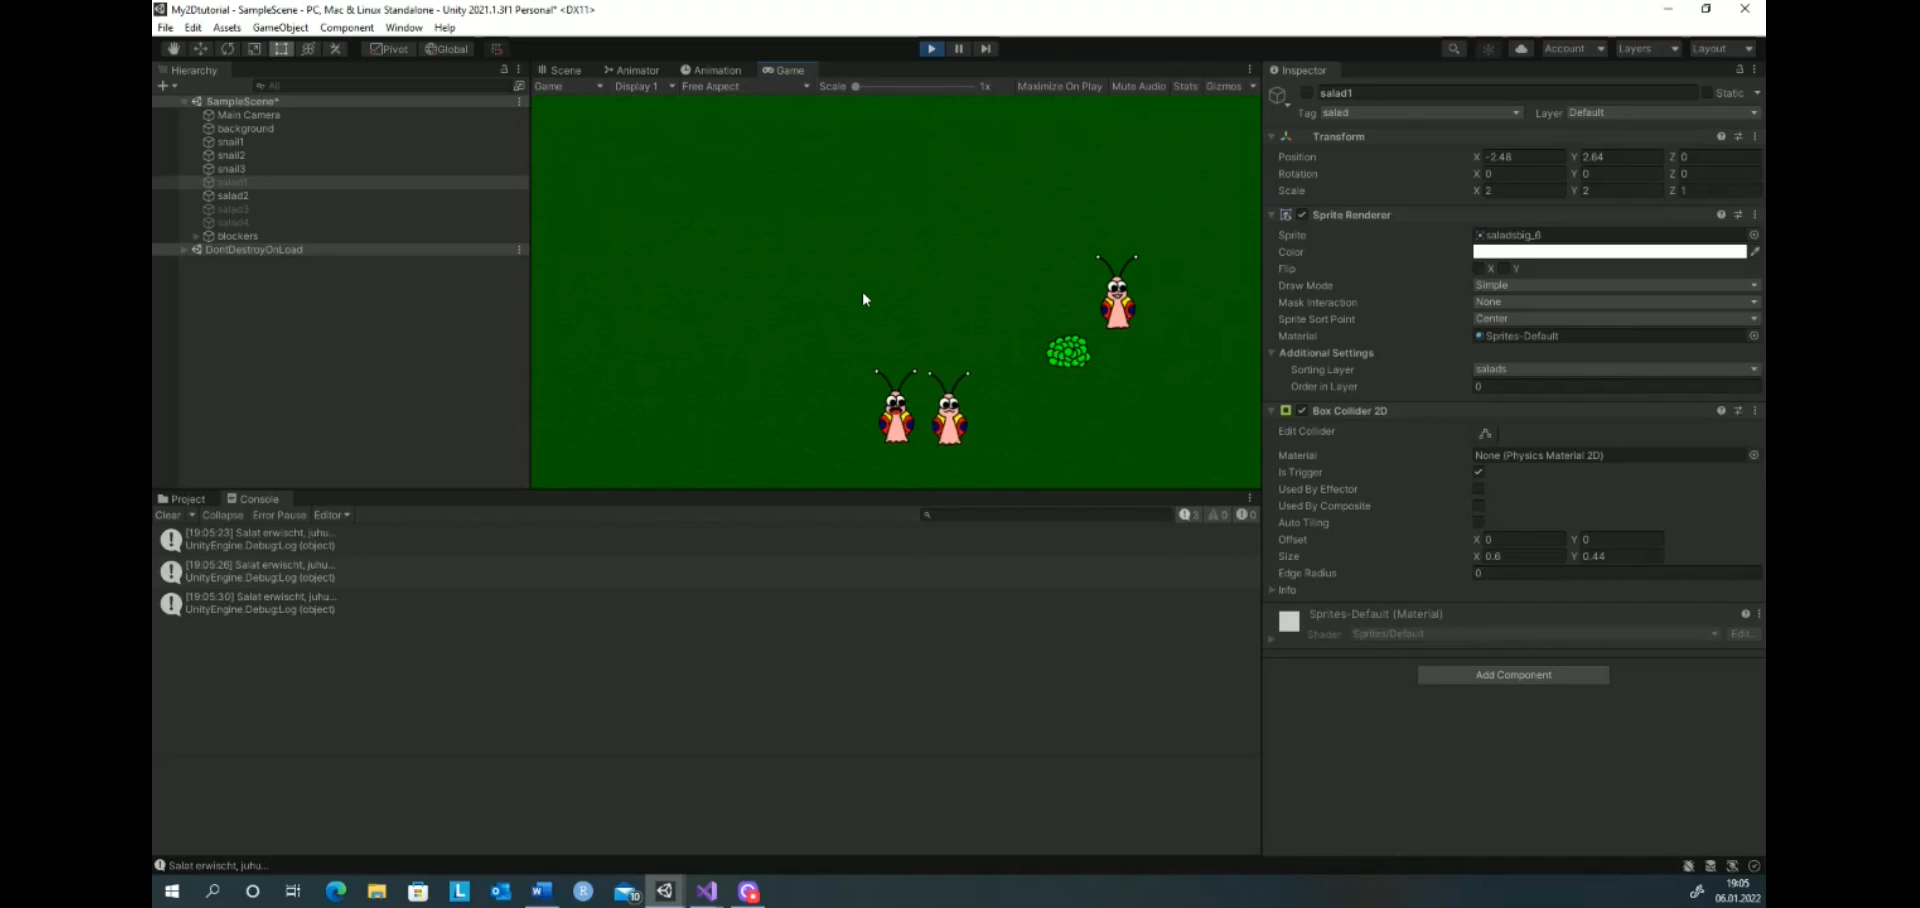 My2Dtutorial - SampleScene - PC, Mac & Linux Standalone - Unity 2021.1.3f1 Personal* <DX11>
File Edit Assets GameObject Component Window Help
Pivot Global Account Layers Layout
Hierarchy Scene Animator Animation Game Inspector
All Game Display 1 Free Aspect Scale 1x Maximize On Play Mute Audio Stats Gizmos
salad1 Static
Tag salad Layer Default
SampleScene*
Main Camera
background
snail1
snail2
snail3
salad1
salad2
salad3
salad4
blockers
DontDestroyOnLoad
Transform
Position X -2.48 Y 2.64 Z 0
Rotation X 0 Y 0 Z 0
Scale X 2 Y 2 Z 1
Sprite Renderer
Sprite saladsbig_6
Color
Flip X Y
Draw Mode Simple
Mask Interaction None
Sprite Sort Point Center
Material Sprites-Default
Additional Settings
Sorting Layer salads
Order in Layer 0
Box Collider 2D
Edit Collider
Material None (Physics Material 2D)
Is Trigger
Used By Effector
Used By Composite
Auto Tiling
Offset X 0 Y 0
Size X 0.6 Y 0.44
Edge Radius 0
Info
Sprites-Default (Material)
Shader Sprites/Default Edit...
Add Component
Project Console
Clear Collapse Error Pause Editor 3 0 0
[19:05:23] Salat erwischt, juhu...
UnityEngine.Debug:Log (object)
[19:05:26] Salat erwischt, juhu...
UnityEngine.Debug:Log (object)
[19:05:30] Salat erwischt, juhu...
UnityEngine.Debug:Log (object)
Salat erwischt, juhu...
L R 10
19:05
06.01.2022